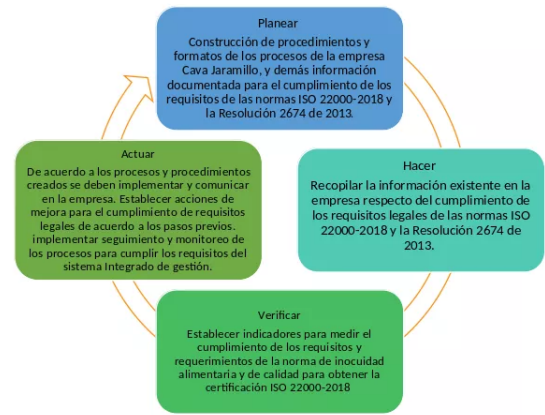 Planear
Construcción de procedimientos y
formatos de los procesos de la empresa
Cava Jaramillo, y demás información
documentada para el cumplimiento de los
requisitos de las normas ISO 22000-2018 y
la Resolución 2674 de 2013.
Hacer
Recopilar la información existente en la
empresa respecto del cumplimiento de
los requisitos legales de las normas ISO
22000-2018 y la Resolución 2674 de
2013.
Verificar
Establecer indicadores para medir el
cumplimiento de los requisitos y
requerimientos de la norma de inocuidad
alimentaria y de calidad para obtener la
certificación ISO 22000-2018
Actuar
De acuerdo a los procesos y procedimientos
creados se deben implementar y comunicar
en la empresa. Establecer acciones de
mejora para el cumplimiento de requisitos
legales de acuerdo a los pasos previos.
implementar seguimiento y monitoreo de
los procesos para cumplir los requisitos del
sistema Integrado de gestión.